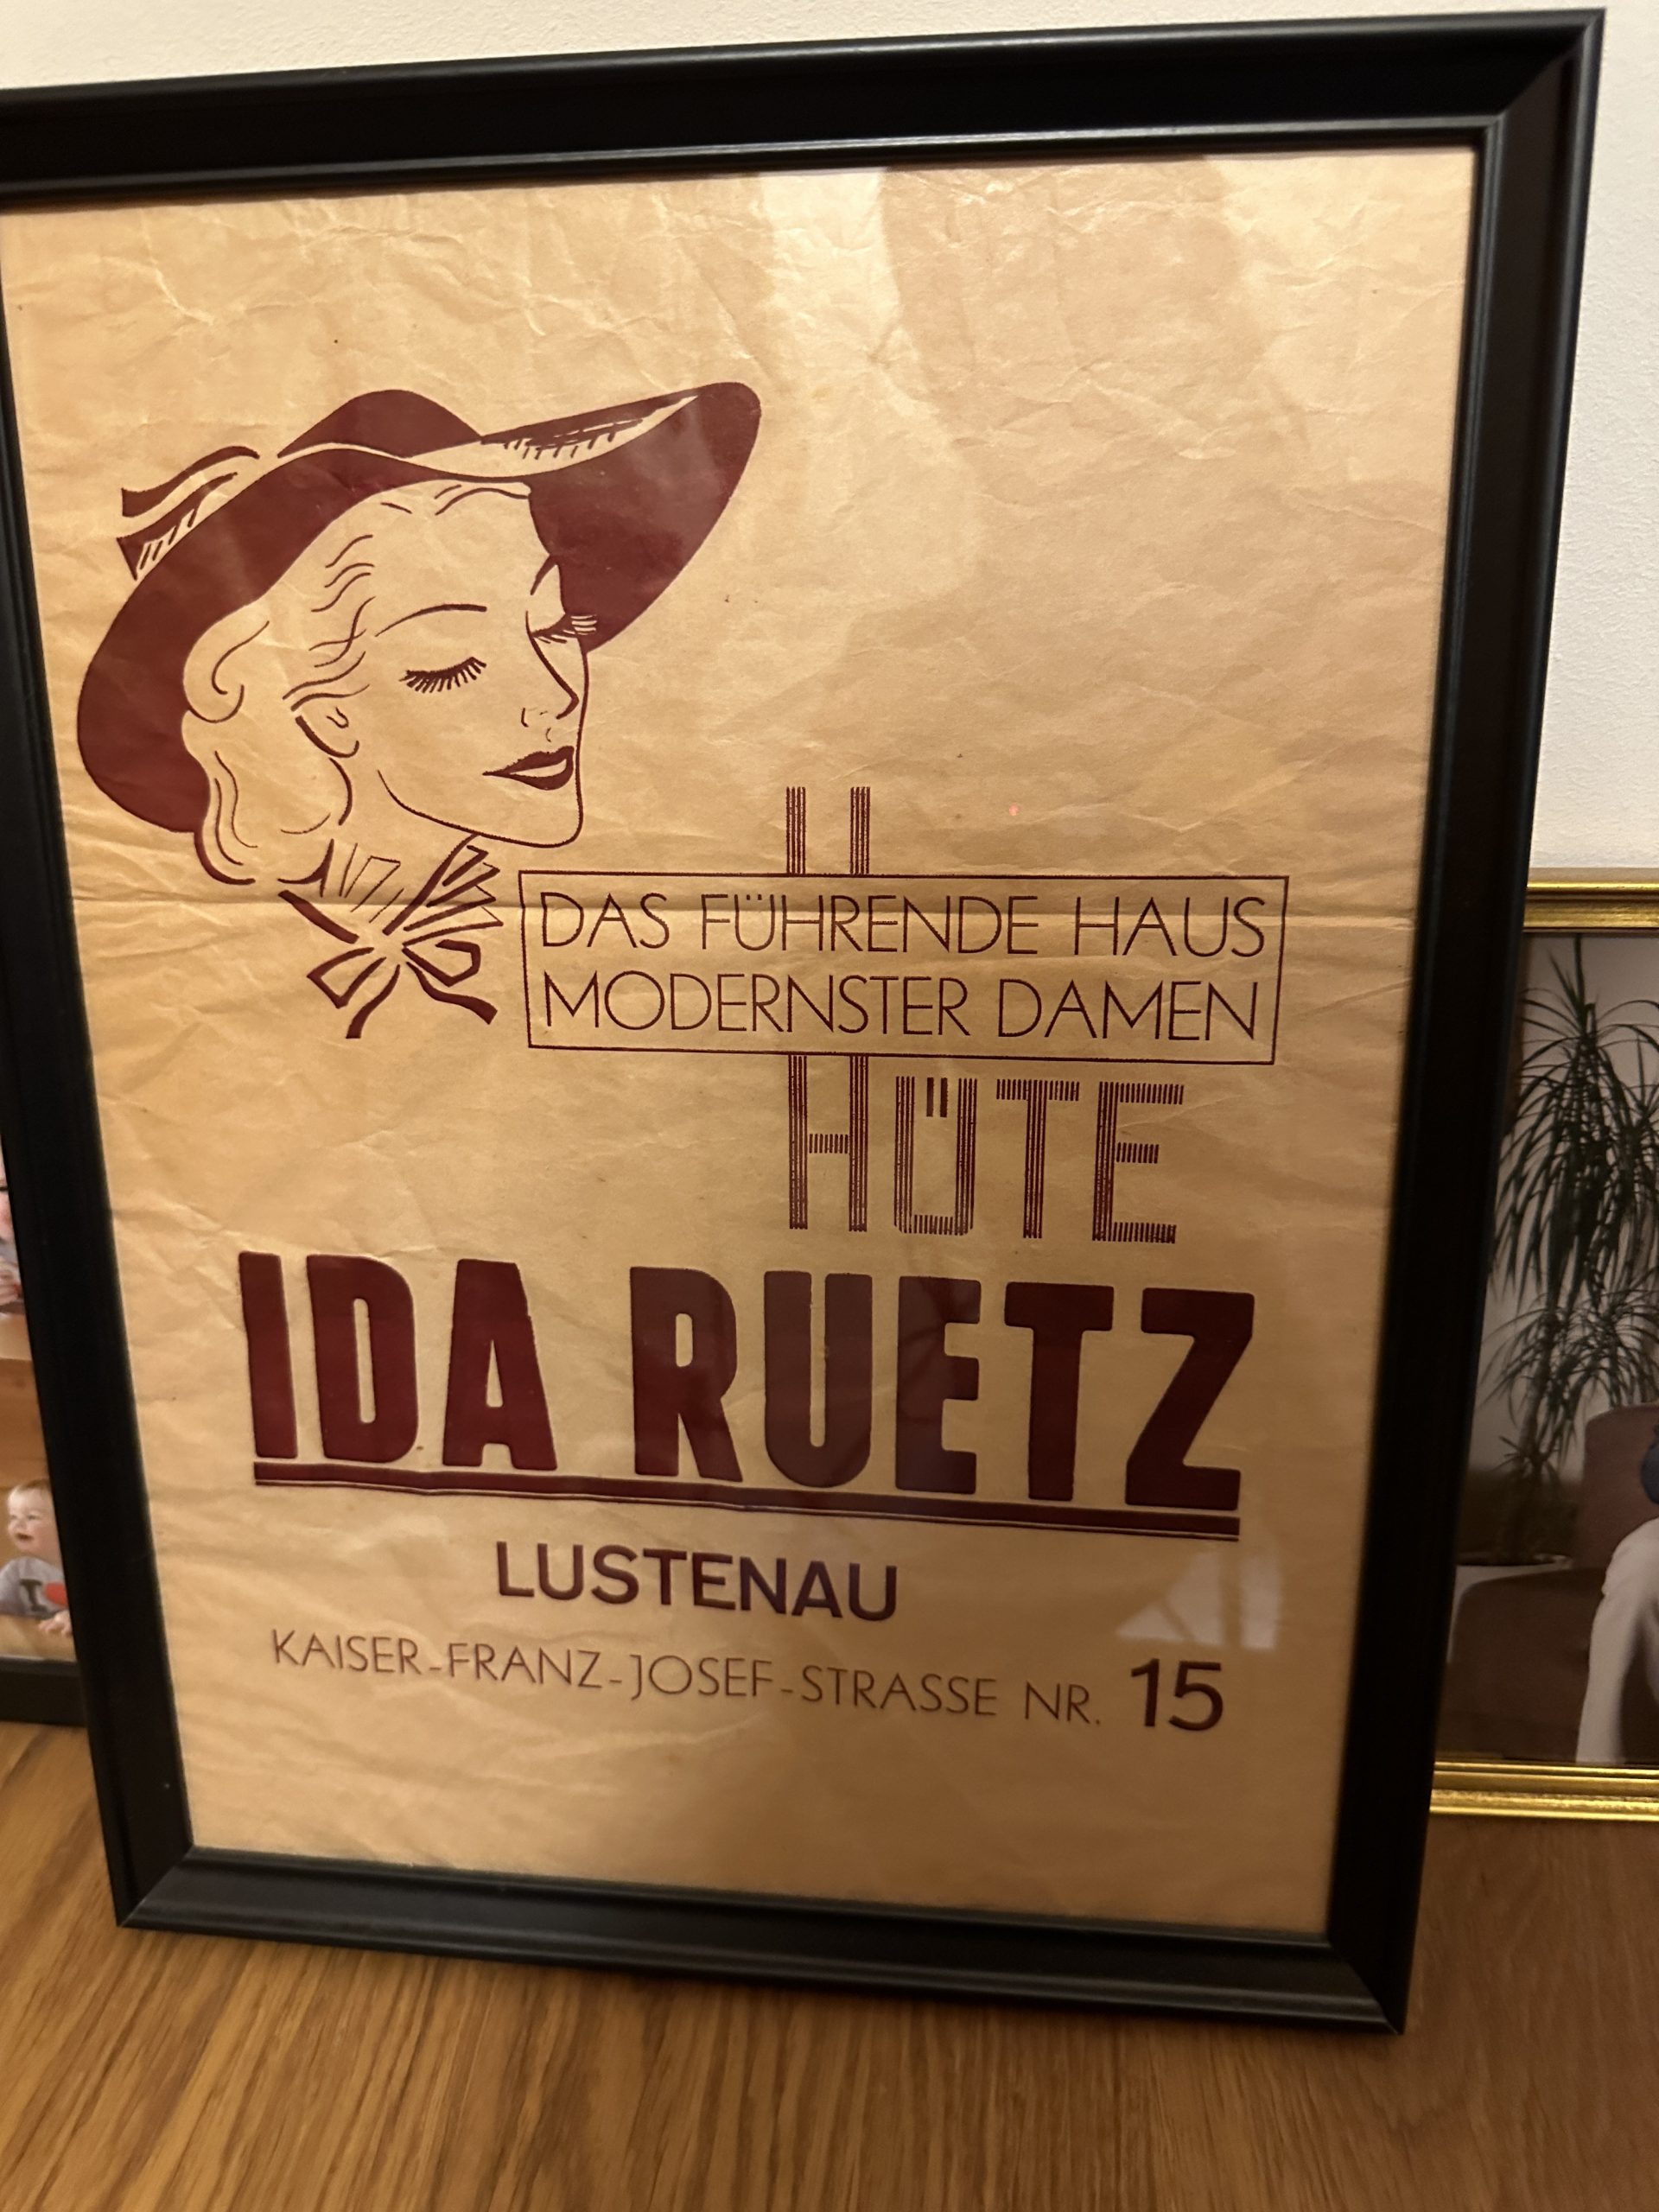 DAS FÜHRENDE HAUS
MODERNSTER DAMEN
HÜTE
IDA RUETZ
LUSTENAU
KAISER-FRANZ-JOSEF-STRASSE NR. 15
I